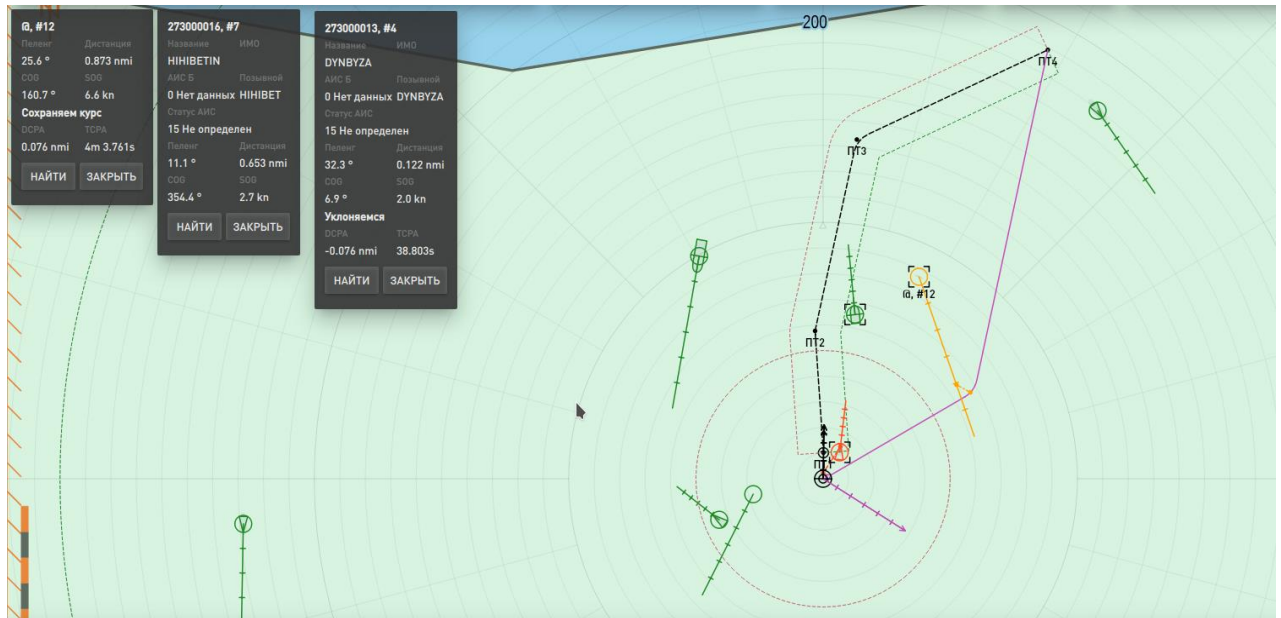 @, #12
Пеленг Дистанция
25.6 ° 0.873 nmi
COG SOG
160.7 ° 6.6 kn
Сохраняем курс
DCPA TCPA
0.076 nmi 4m 3.761s
НАЙТИ ЗАКРЫТЬ
273000016, #7
Название ИМО
HIHIBETIN
АИС Б Позывной
0 Нет данных HIHIBET
Статус АИС
15 Не определен
Пеленг Дистанция
11.1 ° 0.653 nmi
COG SOG
354.4 ° 2.7 kn
НАЙТИ ЗАКРЫТЬ
273000013, #4
Название ИМО
DYNBYZA
АИС Б Позывной
0 Нет данных DYNBYZA
Статус АИС
15 Не определен
Пеленг Дистанция
32.3 ° 0.122 nmi
COG SOG
6.9 ° 2.0 kn
Уклоняемся
DCPA TCPA
-0.076 nmi 38.803s
НАЙТИ ЗАКРЫТЬ
200
ПТ4
ПТ3
@, #12
ПТ2